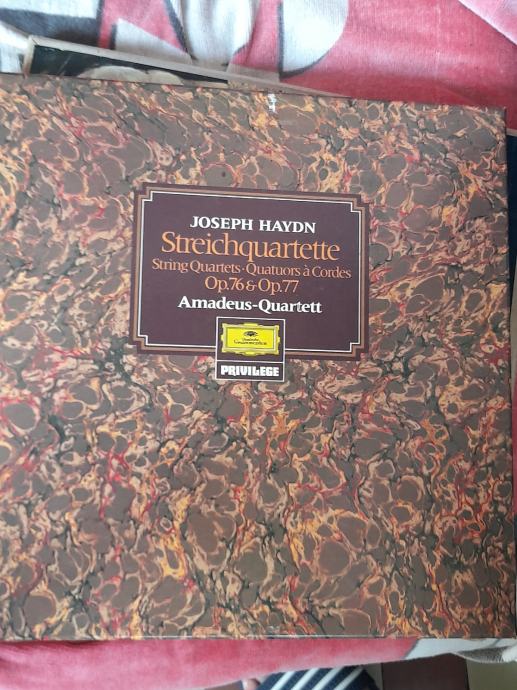 JOSEPH HAYDN
Streichquartette
String Quartets · Quatuors à Cordes
Op.76 & Op.77
Amadeus-Quartett
Deutsche
Grammophon
PRIVILEGE